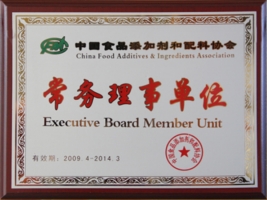 中国食品添加剂和配料协会
China Food Additives & Ingredients Association
常务理事单位
Executive Board Member Unit
有效期：2009.4-2014.3